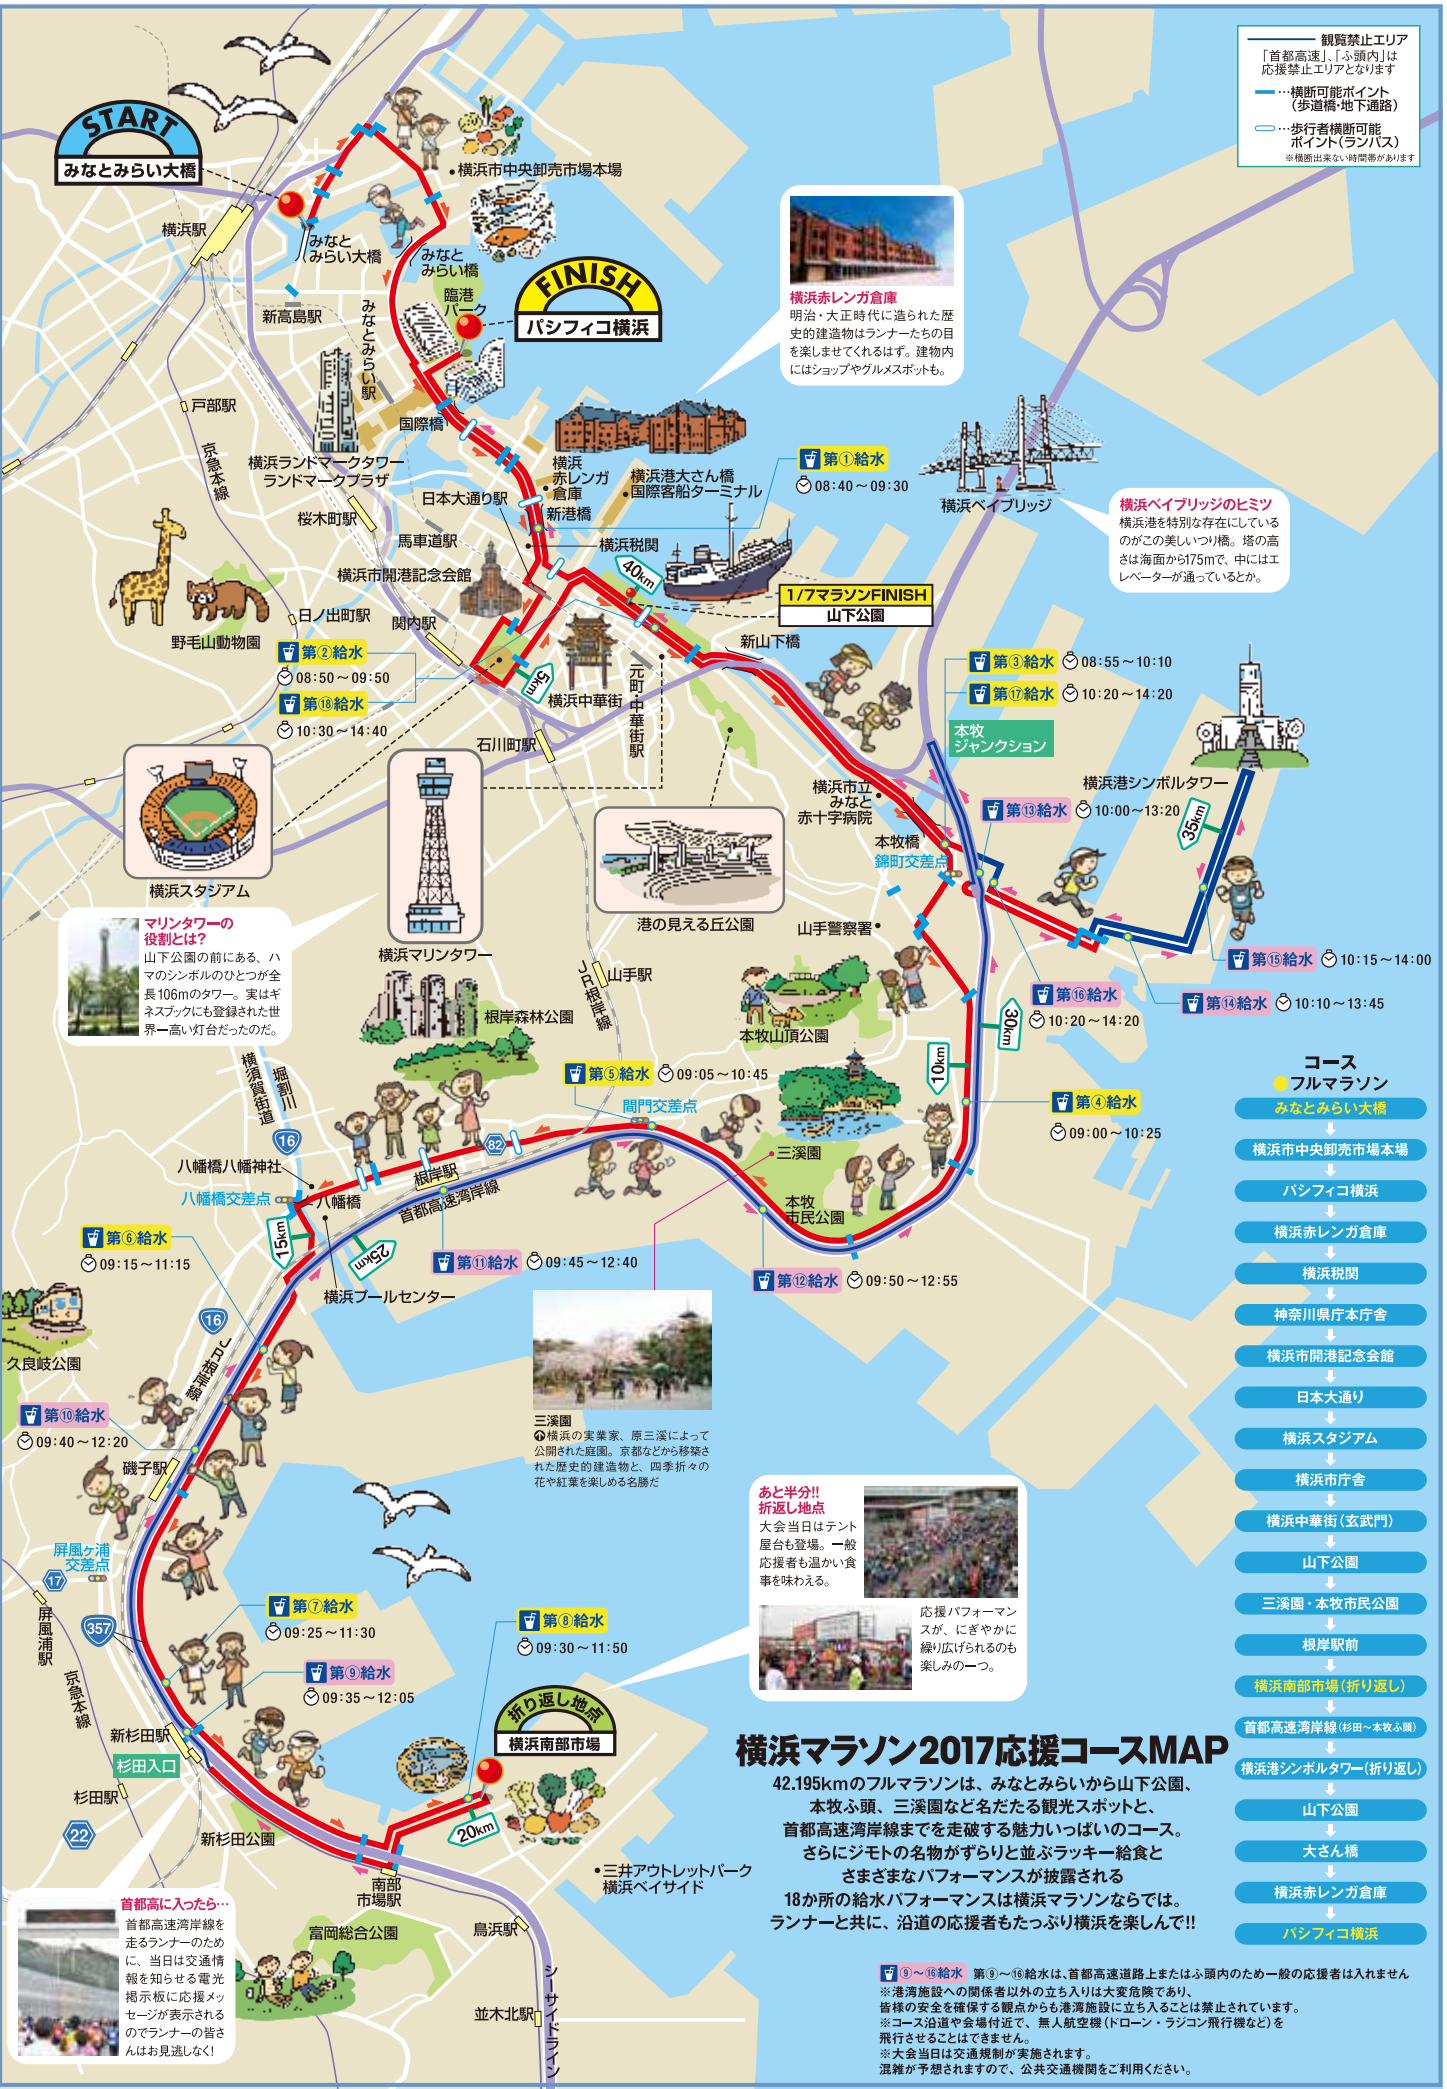 観覧禁止エリア
「首都高速」、「ふ頭内」は
応援禁止エリアとなります
…横断可能ポイント
（歩道橋・地下通路）
…歩行者横断可能
ポイント（ランパス）
※横断出来ない時間帯があります
START
みなとみらい大橋
横浜市中央卸売市場本場
横浜駅
みなと
みらい大橋
みなと
みらい橋
臨港
パーク
FINISH
パシフィコ横浜
新高島駅
みなとみらい駅
横浜赤レンガ倉庫
明治・大正時代に造られた歴
史的建造物はランナーたちの目
を楽しませてくれるはず。建物内
にはショップやグルメスポットも。
戸部駅
京急本線
国際橋
横浜ランドマークタワー
ランドマークプラザ
横浜
赤レンガ
倉庫
横浜港大さん橋
国際客船ターミナル
第①給水
08:40～09:30
日本大通り駅
新港橋
桜木町駅
馬車道駅
横浜税関
横浜ベイブリッジ
横浜ベイブリッジのヒミツ
横浜港を特別な存在にしている
のがこの美しいつり橋。塔の高
さは海面から175mで、中にはエ
レベーターが通っているとか。
横浜市開港記念会館
40km
1/7マラソンFINISH
山下公園
日ノ出町駅
関内駅
野毛山動物園
新山下橋
第②給水
08:50～09:50
第⑱給水
10:30～14:40
5km
横浜中華街
元町・中華街駅
石川町駅
第③給水
08:55～10:10
第⑰給水
10:20～14:20
本牧
ジャンクション
横浜港シンボルタワー
横浜市立
みなと
赤十字病院
第⑬給水
10:00～13:20
35km
本牧橋
錦町交差点
横浜スタジアム
港の見える丘公園
山手警察署
横浜マリンタワー
マリンタワーの
役割とは？
山下公園の前にある、ハ
マのシンボルのひとつが全
長106mのタワー。実はギ
ネスブックにも登録された世
界一高い灯台だったのだ。
山手駅
JR根岸線
第⑮給水
10:15～14:00
第⑭給水
10:10～13:45
第⑯給水
10:20～14:20
30km
根岸森林公園
本牧山頂公園
10km
横須賀街道
堀割川
第⑤給水
09:05～10:45
間門交差点
第④給水
09:00～10:25
16
82
八幡橋八幡神社
根岸駅
八幡橋交差点
八幡橋
首都高速湾岸線
三溪園
本牧
市民公園
第⑥給水
09:15～11:15
15km
25km
第⑪給水
09:45～12:40
第⑫給水
09:50～12:55
横浜プールセンター
16
JR根岸線
久良岐公園
三溪園
横浜の実業家、原三溪によって
公開された庭園。京都などから移築さ
れた歴史的建造物と、四季折々の
花や紅葉を楽しめる名勝だ
第⑩給水
09:40～12:20
磯子駅
あと半分!!
折返し地点
大会当日はテント
屋台も登場。一般
応援者も温かい食
事を味わえる。
応援パフォーマン
スが、にぎやかに
繰り広げられるのも
楽しみの一つ。
屏風ヶ浦
交差点
17
屏風浦駅
357
京急本線
第⑦給水
09:25～11:30
第⑧給水
09:30～11:50
第⑨給水
09:35～12:05
新杉田駅
杉田入口
折り返し地点
横浜南部市場
杉田駅
22
新杉田公園
20km
南部
市場駅
三井アウトレットパーク
横浜ベイサイド
富岡総合公園
鳥浜駅
シーサイドライン
並木北駅
首都高に入ったら…
首都高速湾岸線を
走るランナーのため
に、当日は交通情
報を知らせる電光
掲示板に応援メッ
セージが表示される
のでランナーの皆さ
んはお見逃しなく!
コース
フルマラソン
みなとみらい大橋
横浜市中央卸売市場本場
パシフィコ横浜
横浜赤レンガ倉庫
横浜税関
神奈川県庁本庁舎
横浜市開港記念会館
日本大通り
横浜スタジアム
横浜市庁舎
横浜中華街（玄武門）
山下公園
三溪園・本牧市民公園
根岸駅前
横浜南部市場（折り返し）
首都高速湾岸線（杉田～本牧ふ頭）
横浜港シンボルタワー（折り返し）
山下公園
大さん橋
横浜赤レンガ倉庫
パシフィコ横浜
横浜マラソン2017応援コースMAP
42.195kmのフルマラソンは、みなとみらいから山下公園、
本牧ふ頭、三溪園など名だたる観光スポットと、
首都高速湾岸線までを走破する魅力いっぱいのコース。
さらにジモトの名物がずらりと並ぶラッキー給食と
さまざまなパフォーマンスが披露される
18か所の給水パフォーマンスは横浜マラソンならでは。
ランナーと共に、沿道の応援者もたっぷり横浜を楽しんで!!
⑨～⑯給水　第⑨～⑯給水は、首都高速道路上またはふ頭内のため一般の応援者は入れません
※港湾施設への関係者以外の立ち入りは大変危険であり、
皆様の安全を確保する観点からも港湾施設に立ち入ることは禁止されています。
※コース沿道や会場付近で、無人航空機（ドローン・ラジコン飛行機など）を
飛行させることはできません。
※大会当日は交通規制が実施されます。
混雑が予想されますので、公共交通機関をご利用ください。